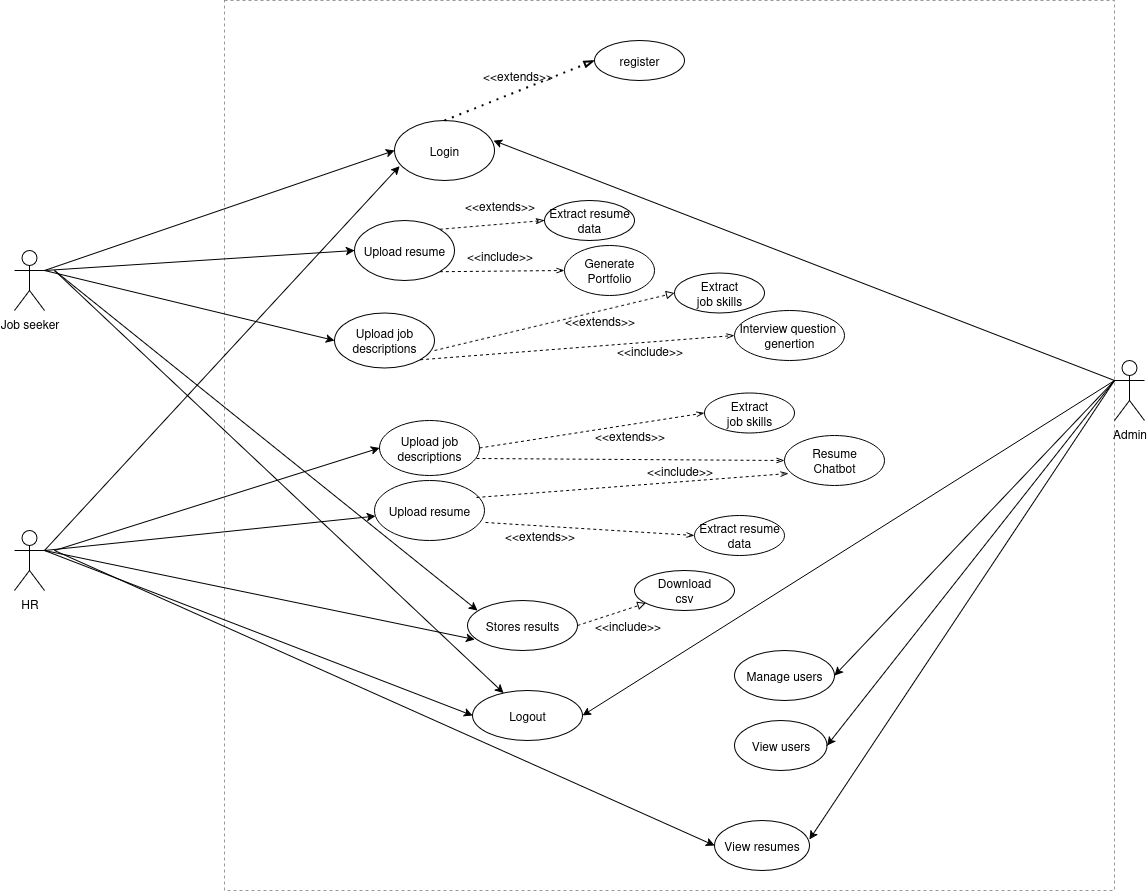 register
<<extends>>
Login
<<extends>>
Extract resume
data
Upload resume
<<include>>
Generate
Portfolio
Job seeker
Extract
job skills
<<extends>>
Upload job
descriptions
Interview question
genertion
<<include>>
Admin
Extract
job skills
<<extends>>
Upload job
descriptions
Resume
Chatbot
<<include>>
Upload resume
Extract resume
data
<<extends>>
HR
Download
csv
Stores results
<<include>>
Manage users
Logout
View users
View resumes